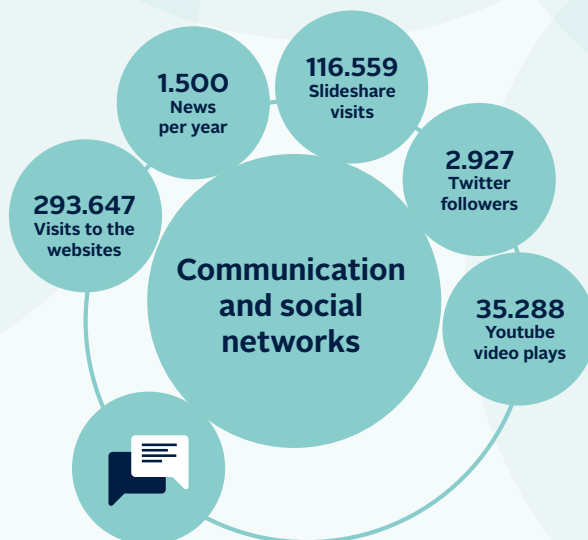 1.500
News
per year
116.559
Slideshare
visits
2.927
Twitter
followers
293.647
Visits to the
websites
Communication
and social
networks
35.288
Youtube
video plays